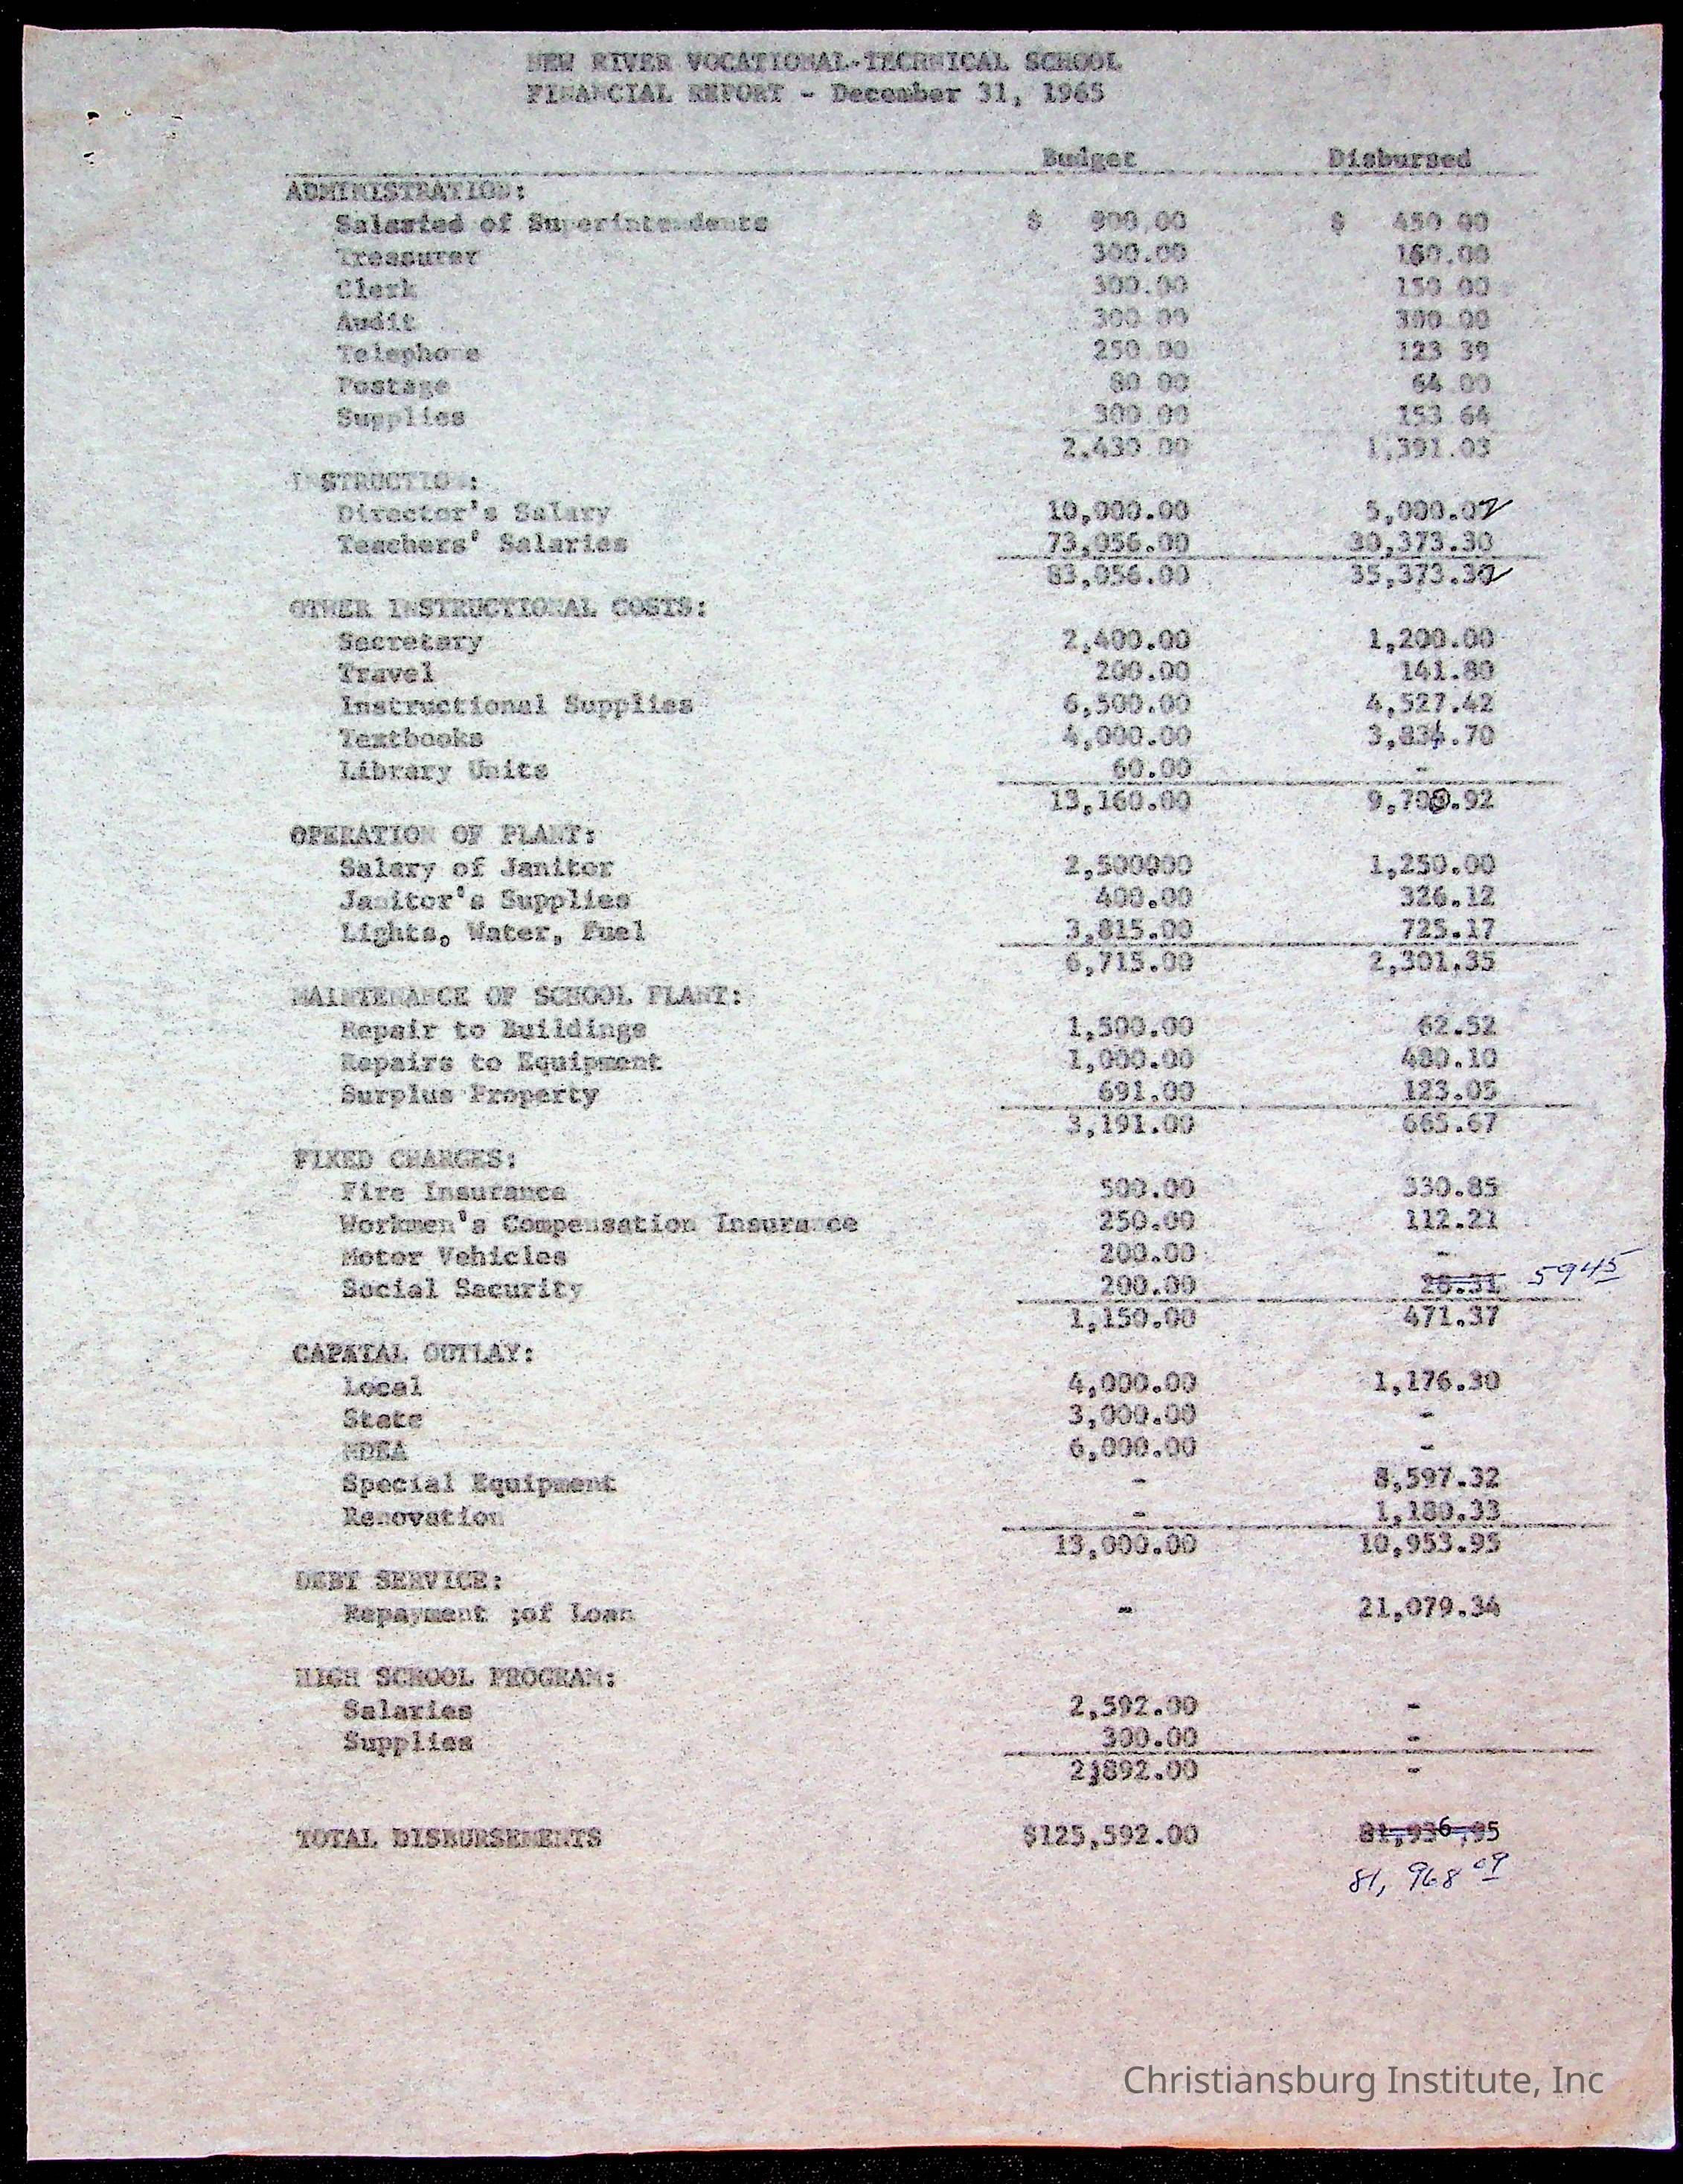 NEW RIVER VOCATIONAL-TECHNICAL SCHOOL
FINANCIAL REPORT - December 31, 1965
Budget Disbursed
ADMINISTRATION:
Salaried of Superintendents $ 900.00 $ 450 00
Treasurer 300.00 150.00
Clerk 300.00 150 00
Audit 300 00 300 00
Telephone 250 00 123 39
Postage 80 00 64 00
Supplies 300 00 153 64
2,430 00 1,391.03
INSTRUCTION:
Director's Salary 10,000.00 5,000.02
Teachers' Salaries 73,056.00 30,373.30
83,056.00 35,373.32
OTHER INSTRUCTIONAL COSTS:
Secretary 2,400.00 1,200.00
Travel 200.00 141.80
Instructional Supplies 6,500.00 4,527.42
Textbooks 4,000.00 3,834.70
Library Units 60.00 -
13,160.00 9,703.92
OPERATION OF PLANT:
Salary of Janitor 2,500000 1,250.00
Janitor's Supplies 400.00 326.12
Lights, Water, Fuel 3,815.00 725.17
6,715.00 2,301.35
MAINTENANCE OF SCHOOL PLANT:
Repair to Buildings 1,500.00 62.52
Repairs to Equipment 1,000.00 480.10
Surplus Property 691.00 123.05
3,191.00 665.67
FIXED CHARGES:
Fire Insurance 500.00 330.85
Workmen's Compensation Insurance 250.00 112.21
Motor Vehicles 200.00 -
Social Security 200.00 28.31 5945
1,150.00 471.37
CAPATAL OUTLAY:
Local 4,000.00 1,176.30
State 3,000.00 -
NDEA 6,000.00 -
Special Equipment - 8,597.32
Renovation - 1,180.33
13,000.00 10,953.95
DEBT SERVICE:
Repayment ;of Loan - 21,079.34
HIGH SCHOOL PROGRAM:
Salaries 2,592.00 -
Supplies 300.00 -
2,892.00 -
TOTAL DISBURSEMENTS $125,592.00 81,936.95
81,968 09
Christiansburg Institute, Inc